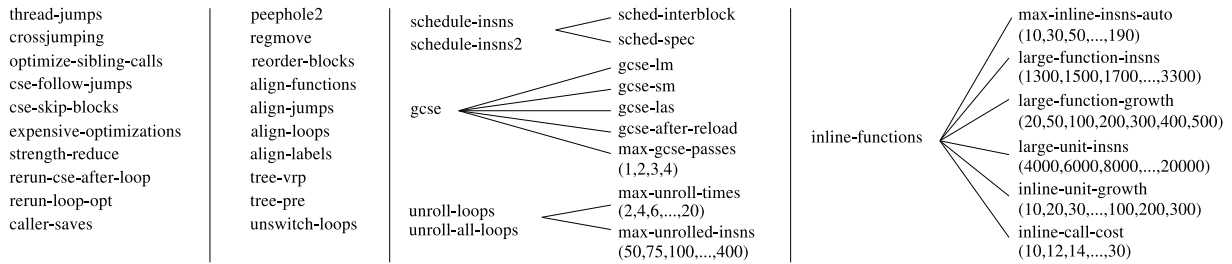 thread-jumps
crossjumping
optimize-sibling-calls
cse-follow-jumps
cse-skip-blocks
expensive-optimizations
strength-reduce
rerun-cse-after-loop
rerun-loop-opt
caller-saves
peephole2
regmove
reorder-blocks
align-functions
align-jumps
align-loops
align-labels
tree-vrp
tree-pre
unswitch-loops
schedule-insns
schedule-insns2
sched-interblock
sched-spec
gcse
gcse-lm
gcse-sm
gcse-las
gcse-after-reload
max-gcse-passes
(1,2,3,4)
unroll-loops
unroll-all-loops
max-unroll-times
(2,4,6,...,20)
max-unrolled-insns
(50,75,100,...,400)
inline-functions
max-inline-insns-auto
(10,30,50,...,190)
large-function-insns
(1300,1500,1700,...,3300)
large-function-growth
(20,50,100,200,300,400,500)
large-unit-insns
(4000,6000,8000,...,20000)
inline-unit-growth
(10,20,30,...,100,200,300)
inline-call-cost
(10,12,14,...,30)